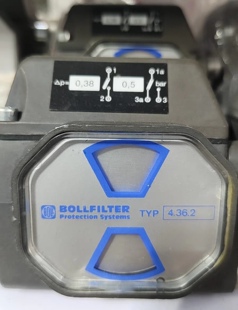 1 1a
Δp= 0,38 0,5 bar
2 3a 3
BOLLFILTER
Protection Systems
TYP 4.36.2